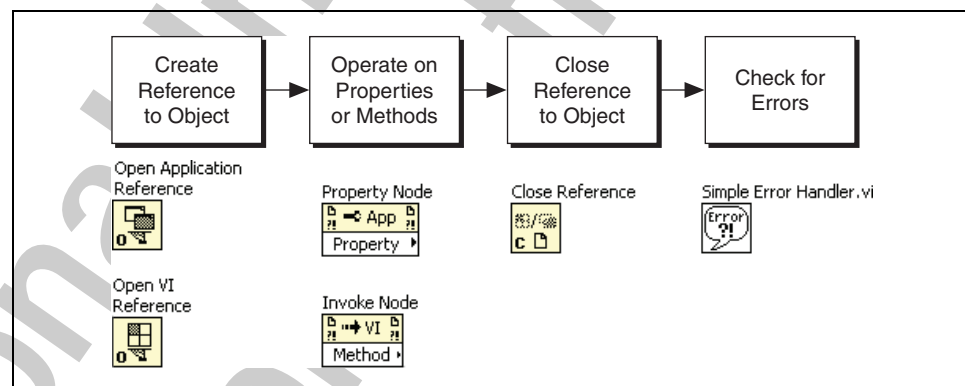 Create
Reference
to Object
Operate on
Properties
or Methods
Close
Reference
to Object
Check for
Errors
Open Application
Reference
Property Node
App
Property
Close Reference
C
Simple Error Handler.vi
Error
?!
Open VI
Reference
Invoke Node
VI
Method